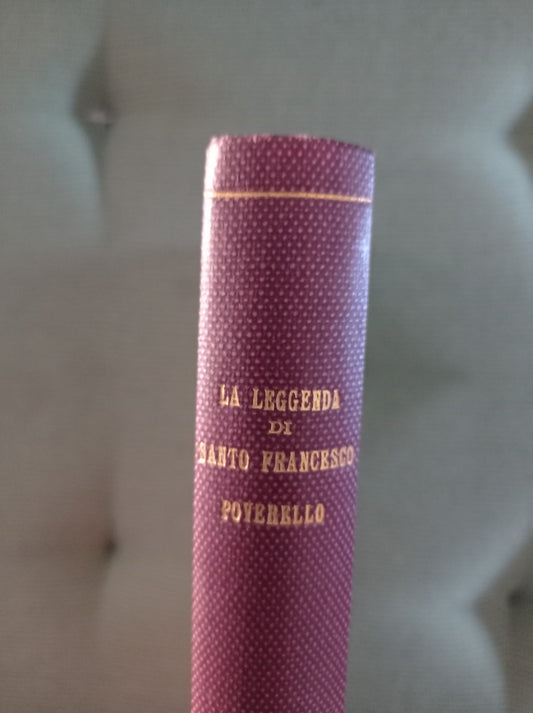 LA LEGGENDA
DI
SANTO FRANCESCO
POVERELLO